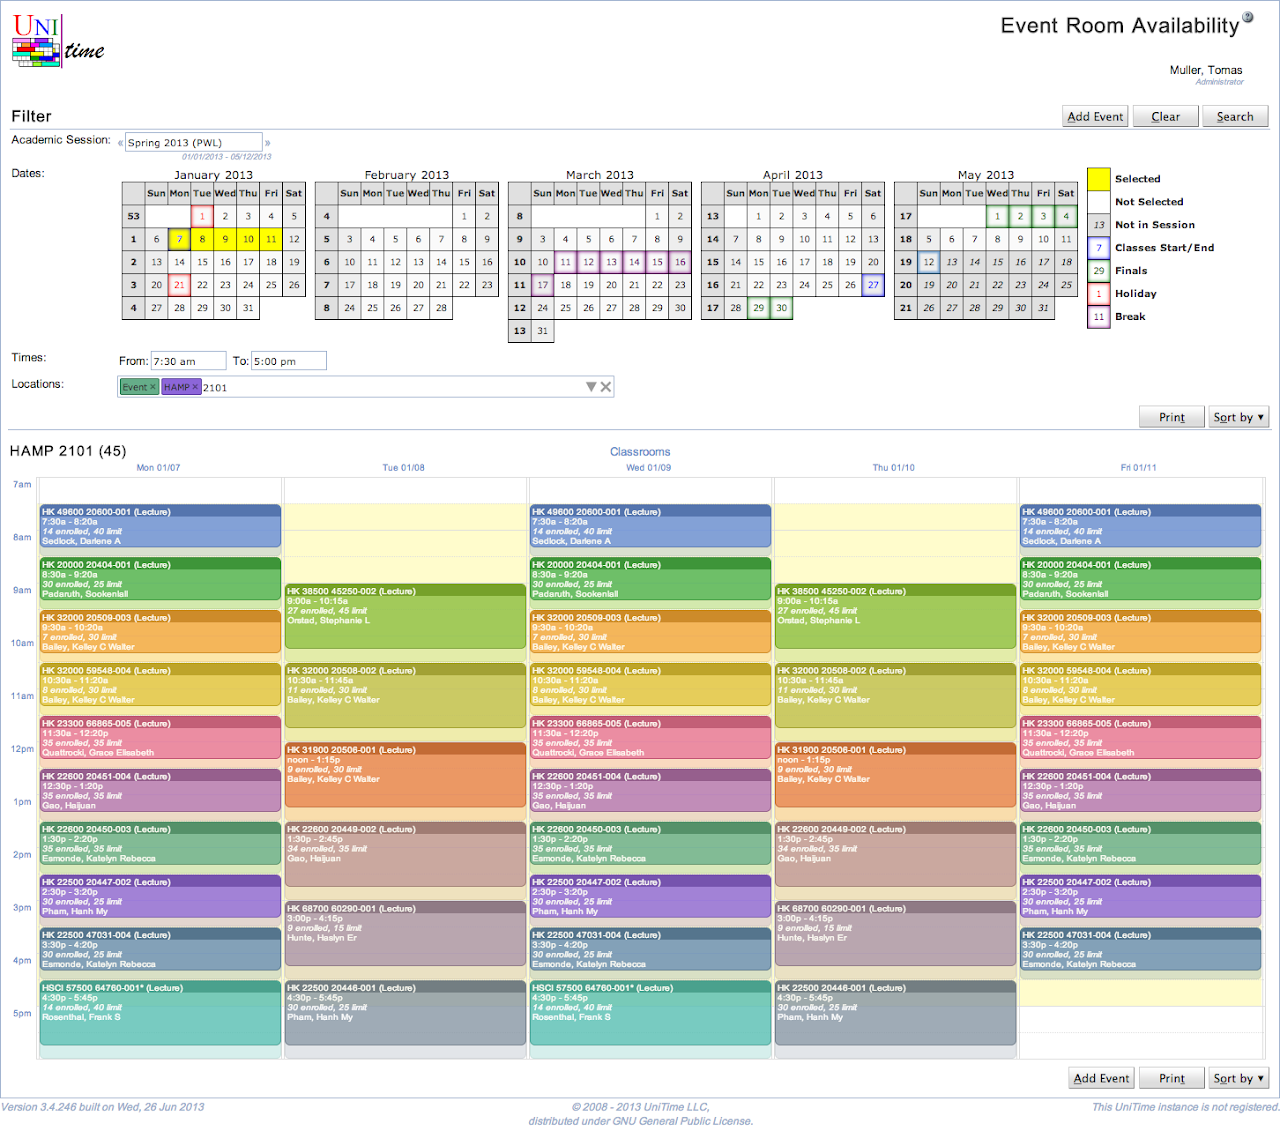 UNI
time
Event Room Availability
Muller, Tomas
Administrator
Filter
Add Event Clear Search
Academic Session: « Spring 2013 (PWL) »
01/01/2013 - 05/12/2013
Dates:
January 2013 February 2013 March 2013 April 2013 May 2013
Sun Mon Tue Wed Thu Fri Sat Sun Mon Tue Wed Thu Fri Sat Sun Mon Tue Wed Thu Fri Sat Sun Mon Tue Wed Thu Fri Sat Sun Mon Tue Wed Thu Fri Sat
53 1 2 3 4 5 4 1 2 8 1 2 13 1 2 3 4 5 6 17 1 2 3 4
1 6 7 8 9 10 11 12 5 3 4 5 6 7 8 9 9 3 4 5 6 7 8 9 14 7 8 9 10 11 12 13 18 5 6 7 8 9 10 11
2 13 14 15 16 17 18 19 6 10 11 12 13 14 15 16 10 10 11 12 13 14 15 16 15 14 15 16 17 18 19 20 19 12 13 14 15 16 17 18
3 20 21 22 23 24 25 26 7 17 18 19 20 21 22 23 11 17 18 19 20 21 22 23 16 21 22 23 24 25 26 27 20 19 20 21 22 23 24 25
4 27 28 29 30 31 8 24 25 26 27 28 12 24 25 26 27 28 29 30 17 28 29 30 21 26 27 28 29 30 31
13 31
Selected
Not Selected
13 Not in Session
7 Classes Start/End
29 Finals
1 Holiday
11 Break
Times: From: 7:30 am To: 5:00 pm
Locations: Event × HAMP × 2101
Print Sort by ▼
HAMP 2101 (45)
Classrooms
Mon 01/07 Tue 01/08 Wed 01/09 Thu 01/10 Fri 01/11
7am
8am
9am
10am
11am
12pm
1pm
2pm
3pm
4pm
5pm
HK 49600 20600-001 (Lecture)
7:30a - 8:20a
14 enrolled, 40 limit
Sedlock, Darlene A
HK 20000 20404-001 (Lecture)
8:30a - 9:20a
30 enrolled, 25 limit
Padaruth, Sookenlall
HK 32000 20509-003 (Lecture)
9:30a - 10:20a
7 enrolled, 30 limit
Bailey, Kelley C Walter
HK 32000 59548-004 (Lecture)
10:30a - 11:20a
8 enrolled, 30 limit
Bailey, Kelley C Walter
HK 23300 66865-005 (Lecture)
11:30a - 12:20p
35 enrolled, 35 limit
Quattrocki, Grace Elisabeth
HK 22600 20451-004 (Lecture)
12:30p - 1:20p
35 enrolled, 35 limit
Gao, Haijuan
HK 22600 20450-003 (Lecture)
1:30p - 2:20p
35 enrolled, 35 limit
Esmonde, Katelyn Rebecca
HK 22500 20447-002 (Lecture)
2:30p - 3:20p
30 enrolled, 25 limit
Pham, Hanh My
HK 22500 47031-004 (Lecture)
3:30p - 4:20p
30 enrolled, 25 limit
Esmonde, Katelyn Rebecca
HSCI 57500 64760-001* (Lecture)
4:30p - 5:45p
14 enrolled, 40 limit
Rosenthal, Frank S
HK 38500 45250-002 (Lecture)
9:00a - 10:15a
27 enrolled, 45 limit
Orstad, Stephanie L
HK 32000 20508-002 (Lecture)
10:30a - 11:45a
11 enrolled, 30 limit
Bailey, Kelley C Walter
HK 31900 20506-001 (Lecture)
noon - 1:15p
9 enrolled, 30 limit
Bailey, Kelley C Walter
HK 22600 20449-002 (Lecture)
1:30p - 2:45p
34 enrolled, 35 limit
Gao, Haijuan
HK 68700 60290-001 (Lecture)
3:00p - 4:15p
9 enrolled, 15 limit
Hunte, Haslyn Er
HK 22500 20446-001 (Lecture)
4:30p - 5:45p
30 enrolled, 25 limit
Pham, Hanh My
HK 49600 20600-001 (Lecture)
7:30a - 8:20a
14 enrolled, 40 limit
Sedlock, Darlene A
HK 20000 20404-001 (Lecture)
8:30a - 9:20a
30 enrolled, 25 limit
Padaruth, Sookenlall
HK 32000 20509-003 (Lecture)
9:30a - 10:20a
7 enrolled, 30 limit
Bailey, Kelley C Walter
HK 32000 59548-004 (Lecture)
10:30a - 11:20a
8 enrolled, 30 limit
Bailey, Kelley C Walter
HK 23300 66865-005 (Lecture)
11:30a - 12:20p
35 enrolled, 35 limit
Quattrocki, Grace Elisabeth
HK 22600 20451-004 (Lecture)
12:30p - 1:20p
35 enrolled, 35 limit
Gao, Haijuan
HK 22600 20450-003 (Lecture)
1:30p - 2:20p
35 enrolled, 35 limit
Esmonde, Katelyn Rebecca
HK 22500 20447-002 (Lecture)
2:30p - 3:20p
30 enrolled, 25 limit
Pham, Hanh My
HK 22500 47031-004 (Lecture)
3:30p - 4:20p
30 enrolled, 25 limit
Esmonde, Katelyn Rebecca
HSCI 57500 64760-001* (Lecture)
4:30p - 5:45p
14 enrolled, 40 limit
Rosenthal, Frank S
HK 38500 45250-002 (Lecture)
9:00a - 10:15a
27 enrolled, 45 limit
Orstad, Stephanie L
HK 32000 20508-002 (Lecture)
10:30a - 11:45a
11 enrolled, 30 limit
Bailey, Kelley C Walter
HK 31900 20506-001 (Lecture)
noon - 1:15p
9 enrolled, 30 limit
Bailey, Kelley C Walter
HK 22600 20449-002 (Lecture)
1:30p - 2:45p
34 enrolled, 35 limit
Gao, Haijuan
HK 68700 60290-001 (Lecture)
3:00p - 4:15p
9 enrolled, 15 limit
Hunte, Haslyn Er
HK 22500 20446-001 (Lecture)
4:30p - 5:45p
30 enrolled, 25 limit
Pham, Hanh My
HK 49600 20600-001 (Lecture)
7:30a - 8:20a
14 enrolled, 40 limit
Sedlock, Darlene A
HK 20000 20404-001 (Lecture)
8:30a - 9:20a
30 enrolled, 25 limit
Padaruth, Sookenlall
HK 32000 20509-003 (Lecture)
9:30a - 10:20a
7 enrolled, 30 limit
Bailey, Kelley C Walter
HK 32000 59548-004 (Lecture)
10:30a - 11:20a
8 enrolled, 30 limit
Bailey, Kelley C Walter
HK 23300 66865-005 (Lecture)
11:30a - 12:20p
35 enrolled, 35 limit
Quattrocki, Grace Elisabeth
HK 22600 20451-004 (Lecture)
12:30p - 1:20p
35 enrolled, 35 limit
Gao, Haijuan
HK 22600 20450-003 (Lecture)
1:30p - 2:20p
35 enrolled, 35 limit
Esmonde, Katelyn Rebecca
HK 22500 20447-002 (Lecture)
2:30p - 3:20p
30 enrolled, 25 limit
Pham, Hanh My
HK 22500 47031-004 (Lecture)
3:30p - 4:20p
30 enrolled, 25 limit
Esmonde, Katelyn Rebecca
Add Event Print Sort by ▼
Version 3.4.246 built on Wed, 26 Jun 2013
© 2008 - 2013 UniTime LLC,
distributed under GNU General Public License.
This UniTime instance is not registered.